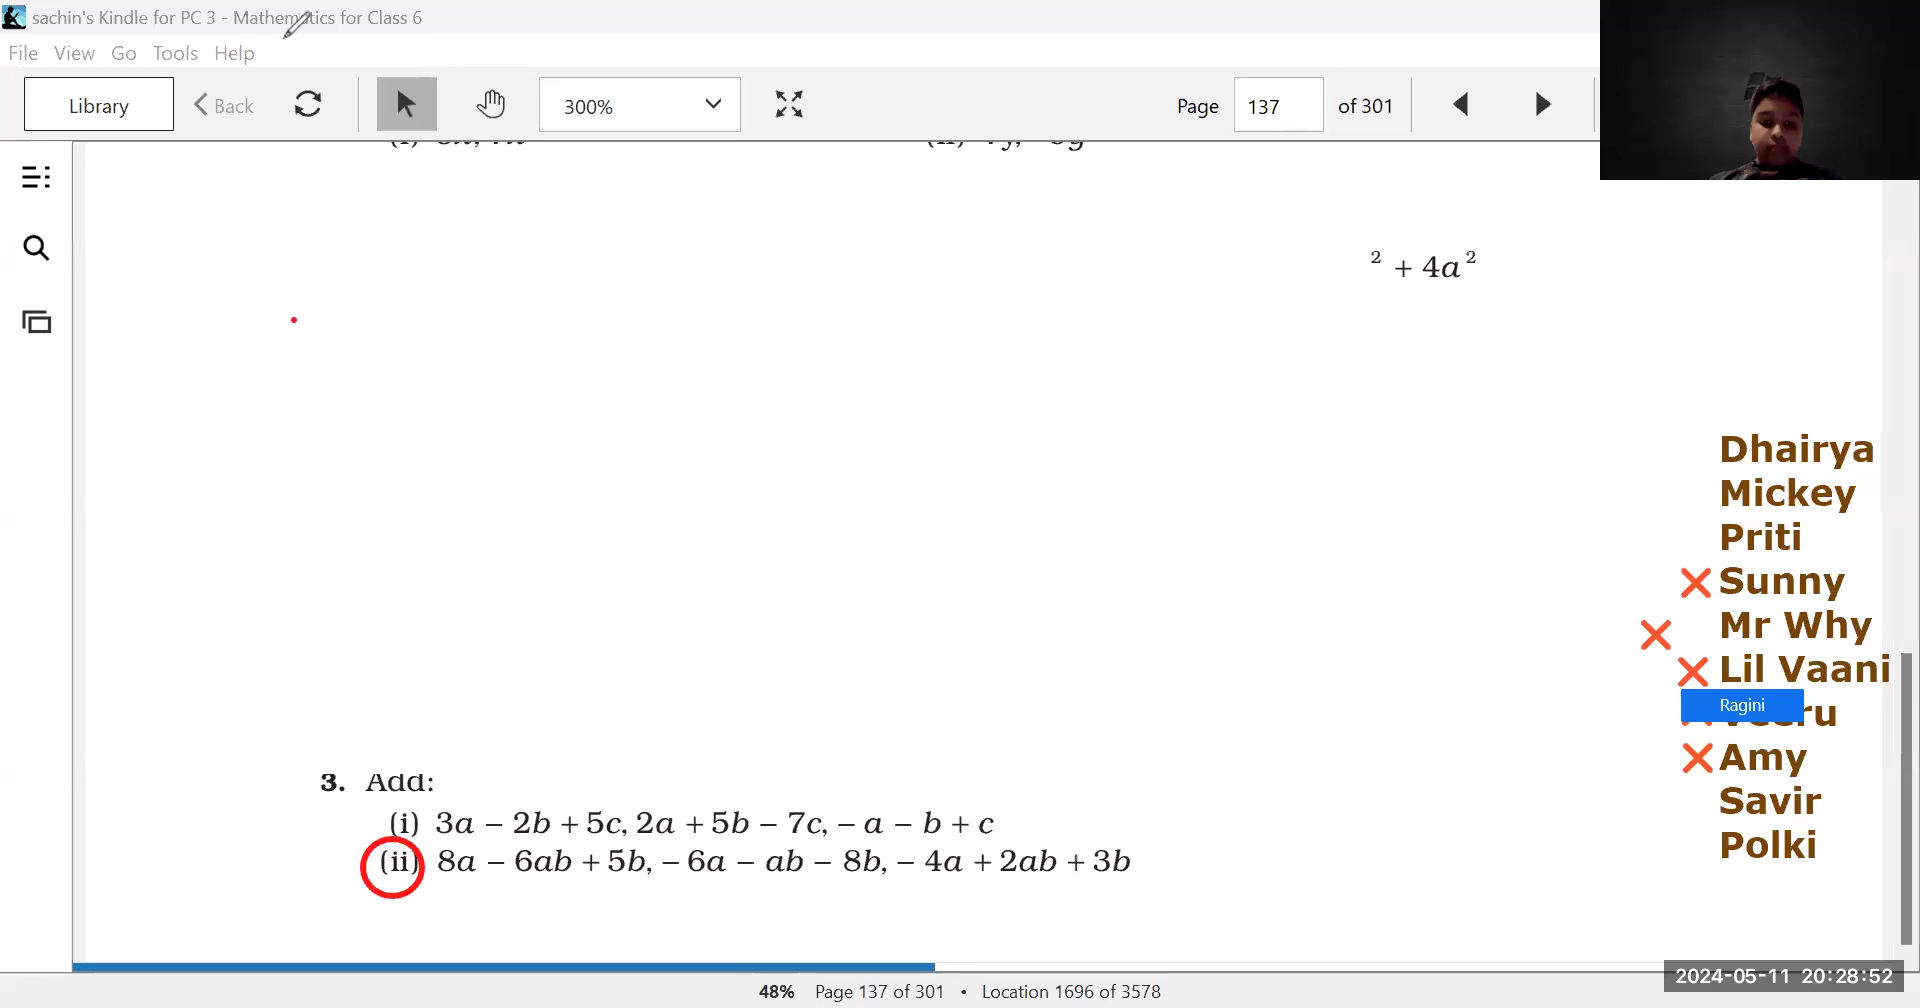 sachin's Kindle for PC 3 - Mathematics for Class 6
File View Go Tools Help
Library Back 300% Page 137 of 301
2 + 4a 2
Dhairya
Mickey
Priti
Sunny
Mr Why
Lil Vaani
Ragini
Amy
Savir
Polki
3. Add:
(i) 3a − 2b + 5c, 2a + 5b − 7c, − a − b + c
(ii) 8a − 6ab + 5b, − 6a − ab − 8b, − 4a + 2ab + 3b
2024-05-11 20:28:52
48% Page 137 of 301 • Location 1696 of 3578